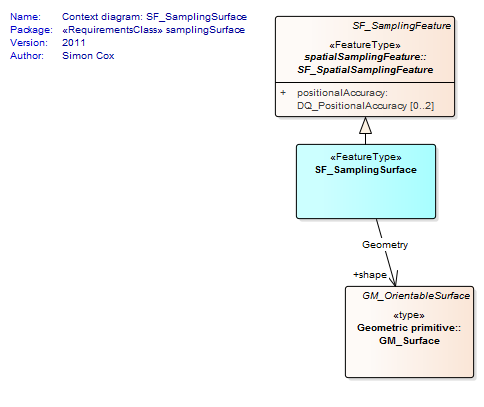 Name: Context diagram: SF_SamplingSurface
Package: «RequirementsClass» samplingSurface
Version: 2011
Author: Simon Cox
SF_SamplingFeature
«FeatureType»
spatialSamplingFeature::
SF_SpatialSamplingFeature
+ positionalAccuracy:
DQ_PositionalAccuracy [0..2]
«FeatureType»
SF_SamplingSurface
Geometry
+shape
GM_OrientableSurface
«type»
Geometric primitive::
GM_Surface